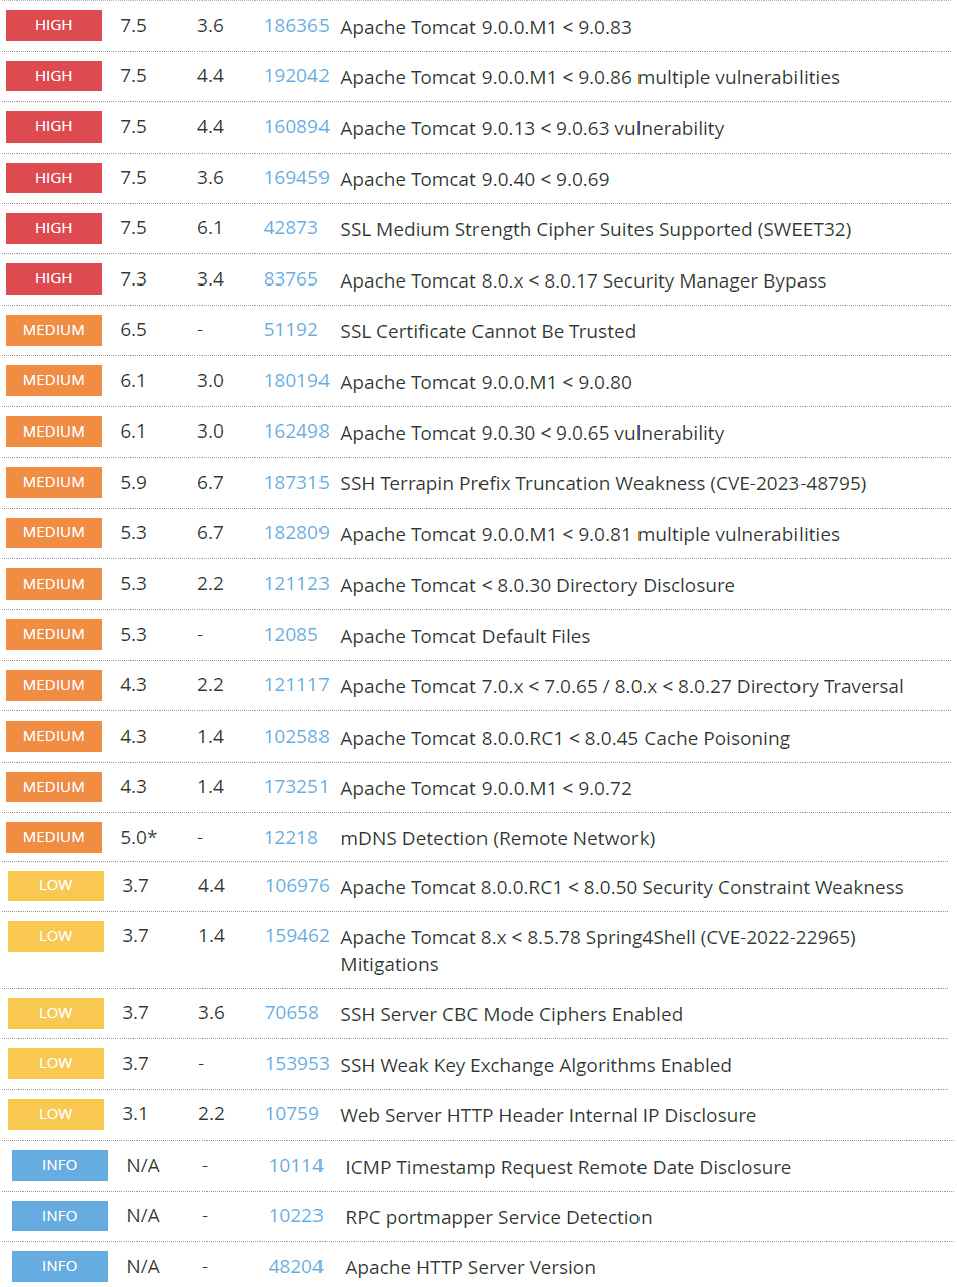 HIGH 7.5 3.6 186365 Apache Tomcat 9.0.0.M1 < 9.0.83
HIGH 7.5 4.4 192042 Apache Tomcat 9.0.0.M1 < 9.0.86 multiple vulnerabilities
HIGH 7.5 4.4 160894 Apache Tomcat 9.0.13 < 9.0.63 vulnerability
HIGH 7.5 3.6 169459 Apache Tomcat 9.0.40 < 9.0.69
HIGH 7.5 6.1 42873 SSL Medium Strength Cipher Suites Supported (SWEET32)
HIGH 7.3 3.4 83765 Apache Tomcat 8.0.x < 8.0.17 Security Manager Bypass
MEDIUM 6.5 - 51192 SSL Certificate Cannot Be Trusted
MEDIUM 6.1 3.0 180194 Apache Tomcat 9.0.0.M1 < 9.0.80
MEDIUM 6.1 3.0 162498 Apache Tomcat 9.0.30 < 9.0.65 vulnerability
MEDIUM 5.9 6.7 187315 SSH Terrapin Prefix Truncation Weakness (CVE-2023-48795)
MEDIUM 5.3 6.7 182809 Apache Tomcat 9.0.0.M1 < 9.0.81 multiple vulnerabilities
MEDIUM 5.3 2.2 121123 Apache Tomcat < 8.0.30 Directory Disclosure
MEDIUM 5.3 - 12085 Apache Tomcat Default Files
MEDIUM 4.3 2.2 121117 Apache Tomcat 7.0.x < 7.0.65 / 8.0.x < 8.0.27 Directory Traversal
MEDIUM 4.3 1.4 102588 Apache Tomcat 8.0.0.RC1 < 8.0.45 Cache Poisoning
MEDIUM 4.3 1.4 173251 Apache Tomcat 9.0.0.M1 < 9.0.72
MEDIUM 5.0* - 12218 mDNS Detection (Remote Network)
LOW 3.7 4.4 106976 Apache Tomcat 8.0.0.RC1 < 8.0.50 Security Constraint Weakness
LOW 3.7 1.4 159462 Apache Tomcat 8.x < 8.5.78 Spring4Shell (CVE-2022-22965)
Mitigations
LOW 3.7 3.6 70658 SSH Server CBC Mode Ciphers Enabled
LOW 3.7 - 153953 SSH Weak Key Exchange Algorithms Enabled
LOW 3.1 2.2 10759 Web Server HTTP Header Internal IP Disclosure
INFO N/A - 10114 ICMP Timestamp Request Remote Date Disclosure
INFO N/A - 10223 RPC portmapper Service Detection
INFO N/A - 48204 Apache HTTP Server Version